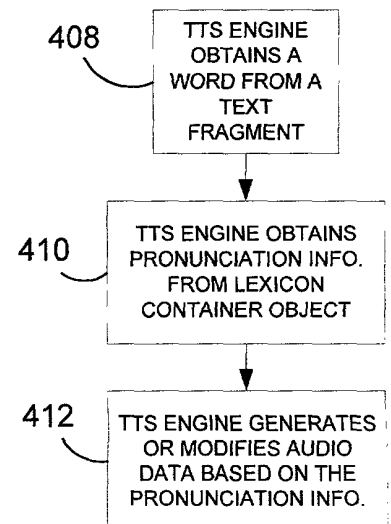 408
TTS ENGINE
OBTAINS A
WORD FROM A
TEXT
FRAGMENT
410
TTS ENGINE OBTAINS
PRONUNCIATION INFO.
FROM LEXICON
CONTAINER OBJECT
412
TTS ENGINE GENERATES
OR MODIFIES AUDIO
DATA BASED ON THE
PRONUNCIATION INFO.